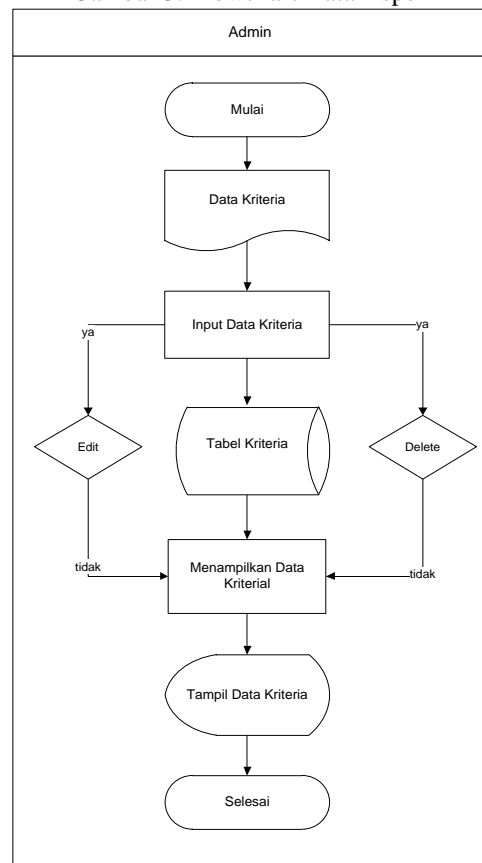 Admin
Mulai
Data Kriteria
Input Data Kriteria
ya
ya
Edit
Tabel Kriteria
Delete
tidak
Menampilkan Data
Kriterial
tidak
Tampil Data Kriteria
Selesai